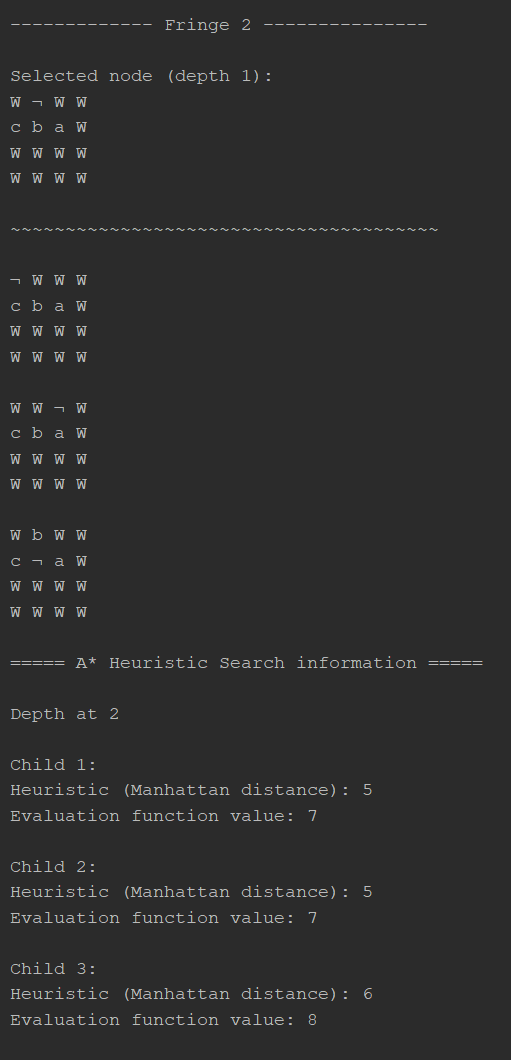 ------------- Fringe 2 ---------------
Selected node (depth 1):
W ¬ W W
c b a W
W W W W
W W W W
~~~~~~~~~~~~~~~~~~~~~~~~~~~~~~~~~~~~~~~
¬ W W W
c b a W
W W W W
W W W W
W W ¬ W
c b a W
W W W W
W W W W
W b W W
c ¬ a W
W W W W
W W W W
===== A* Heuristic Search information =====
Depth at 2
Child 1:
Heuristic (Manhattan distance): 5
Evaluation function value: 7
Child 2:
Heuristic (Manhattan distance): 5
Evaluation function value: 7
Child 3:
Heuristic (Manhattan distance): 6
Evaluation function value: 8